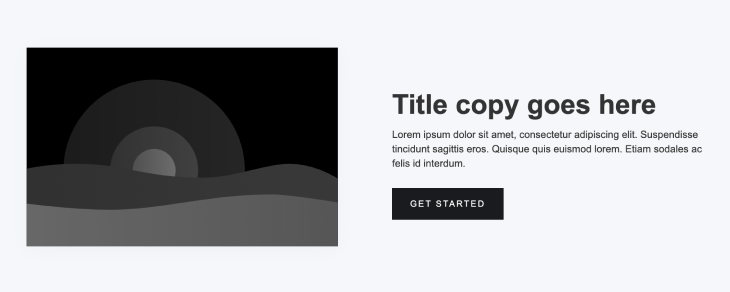 Title copy goes here
Lorem ipsum dolor sit amet, consectetur adipiscing elit. Suspendisse
tincidunt sagittis eros. Quisque quis euismod lorem. Etiam sodales ac
felis id interdum.
GET STARTED